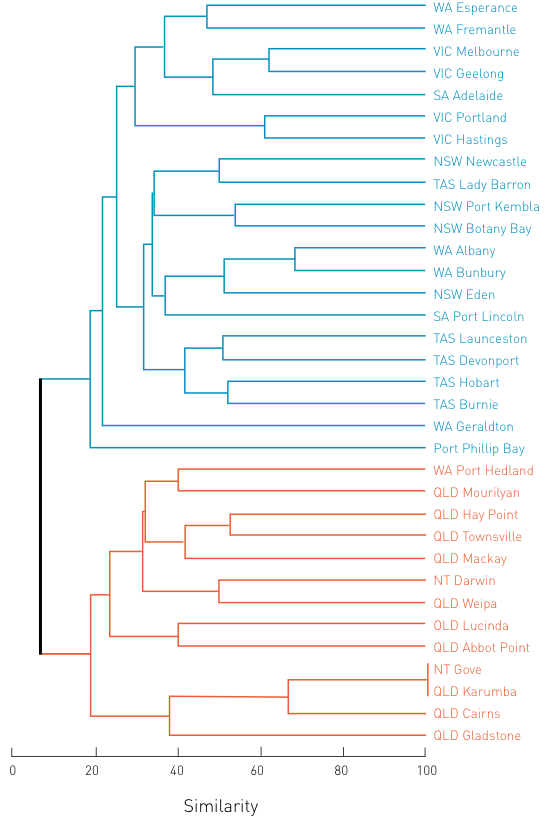 WA Esperance
WA Fremantle
VIC Melbourne
VIC Geelong
SA Adelaide
VIC Portland
VIC Hastings
NSW Newcastle
TAS Lady Barron
NSW Port Kembla
NSW Botany Bay
WA Albany
WA Bunbury
NSW Eden
SA Port Lincoln
TAS Launceston
TAS Devonport
TAS Hobart
TAS Burnie
WA Geraldton
Port Phillip Bay
WA Port Hedland
QLD Mourilyan
QLD Hay Point
QLD Townsville
QLD Mackay
NT Darwin
QLD Weipa
OLD Lucinda
QLD Abbot Point
NT Gove
QLD Karumba
QLD Cairns
QLD Gladstone
0 20 40 60 80 100
Similarity